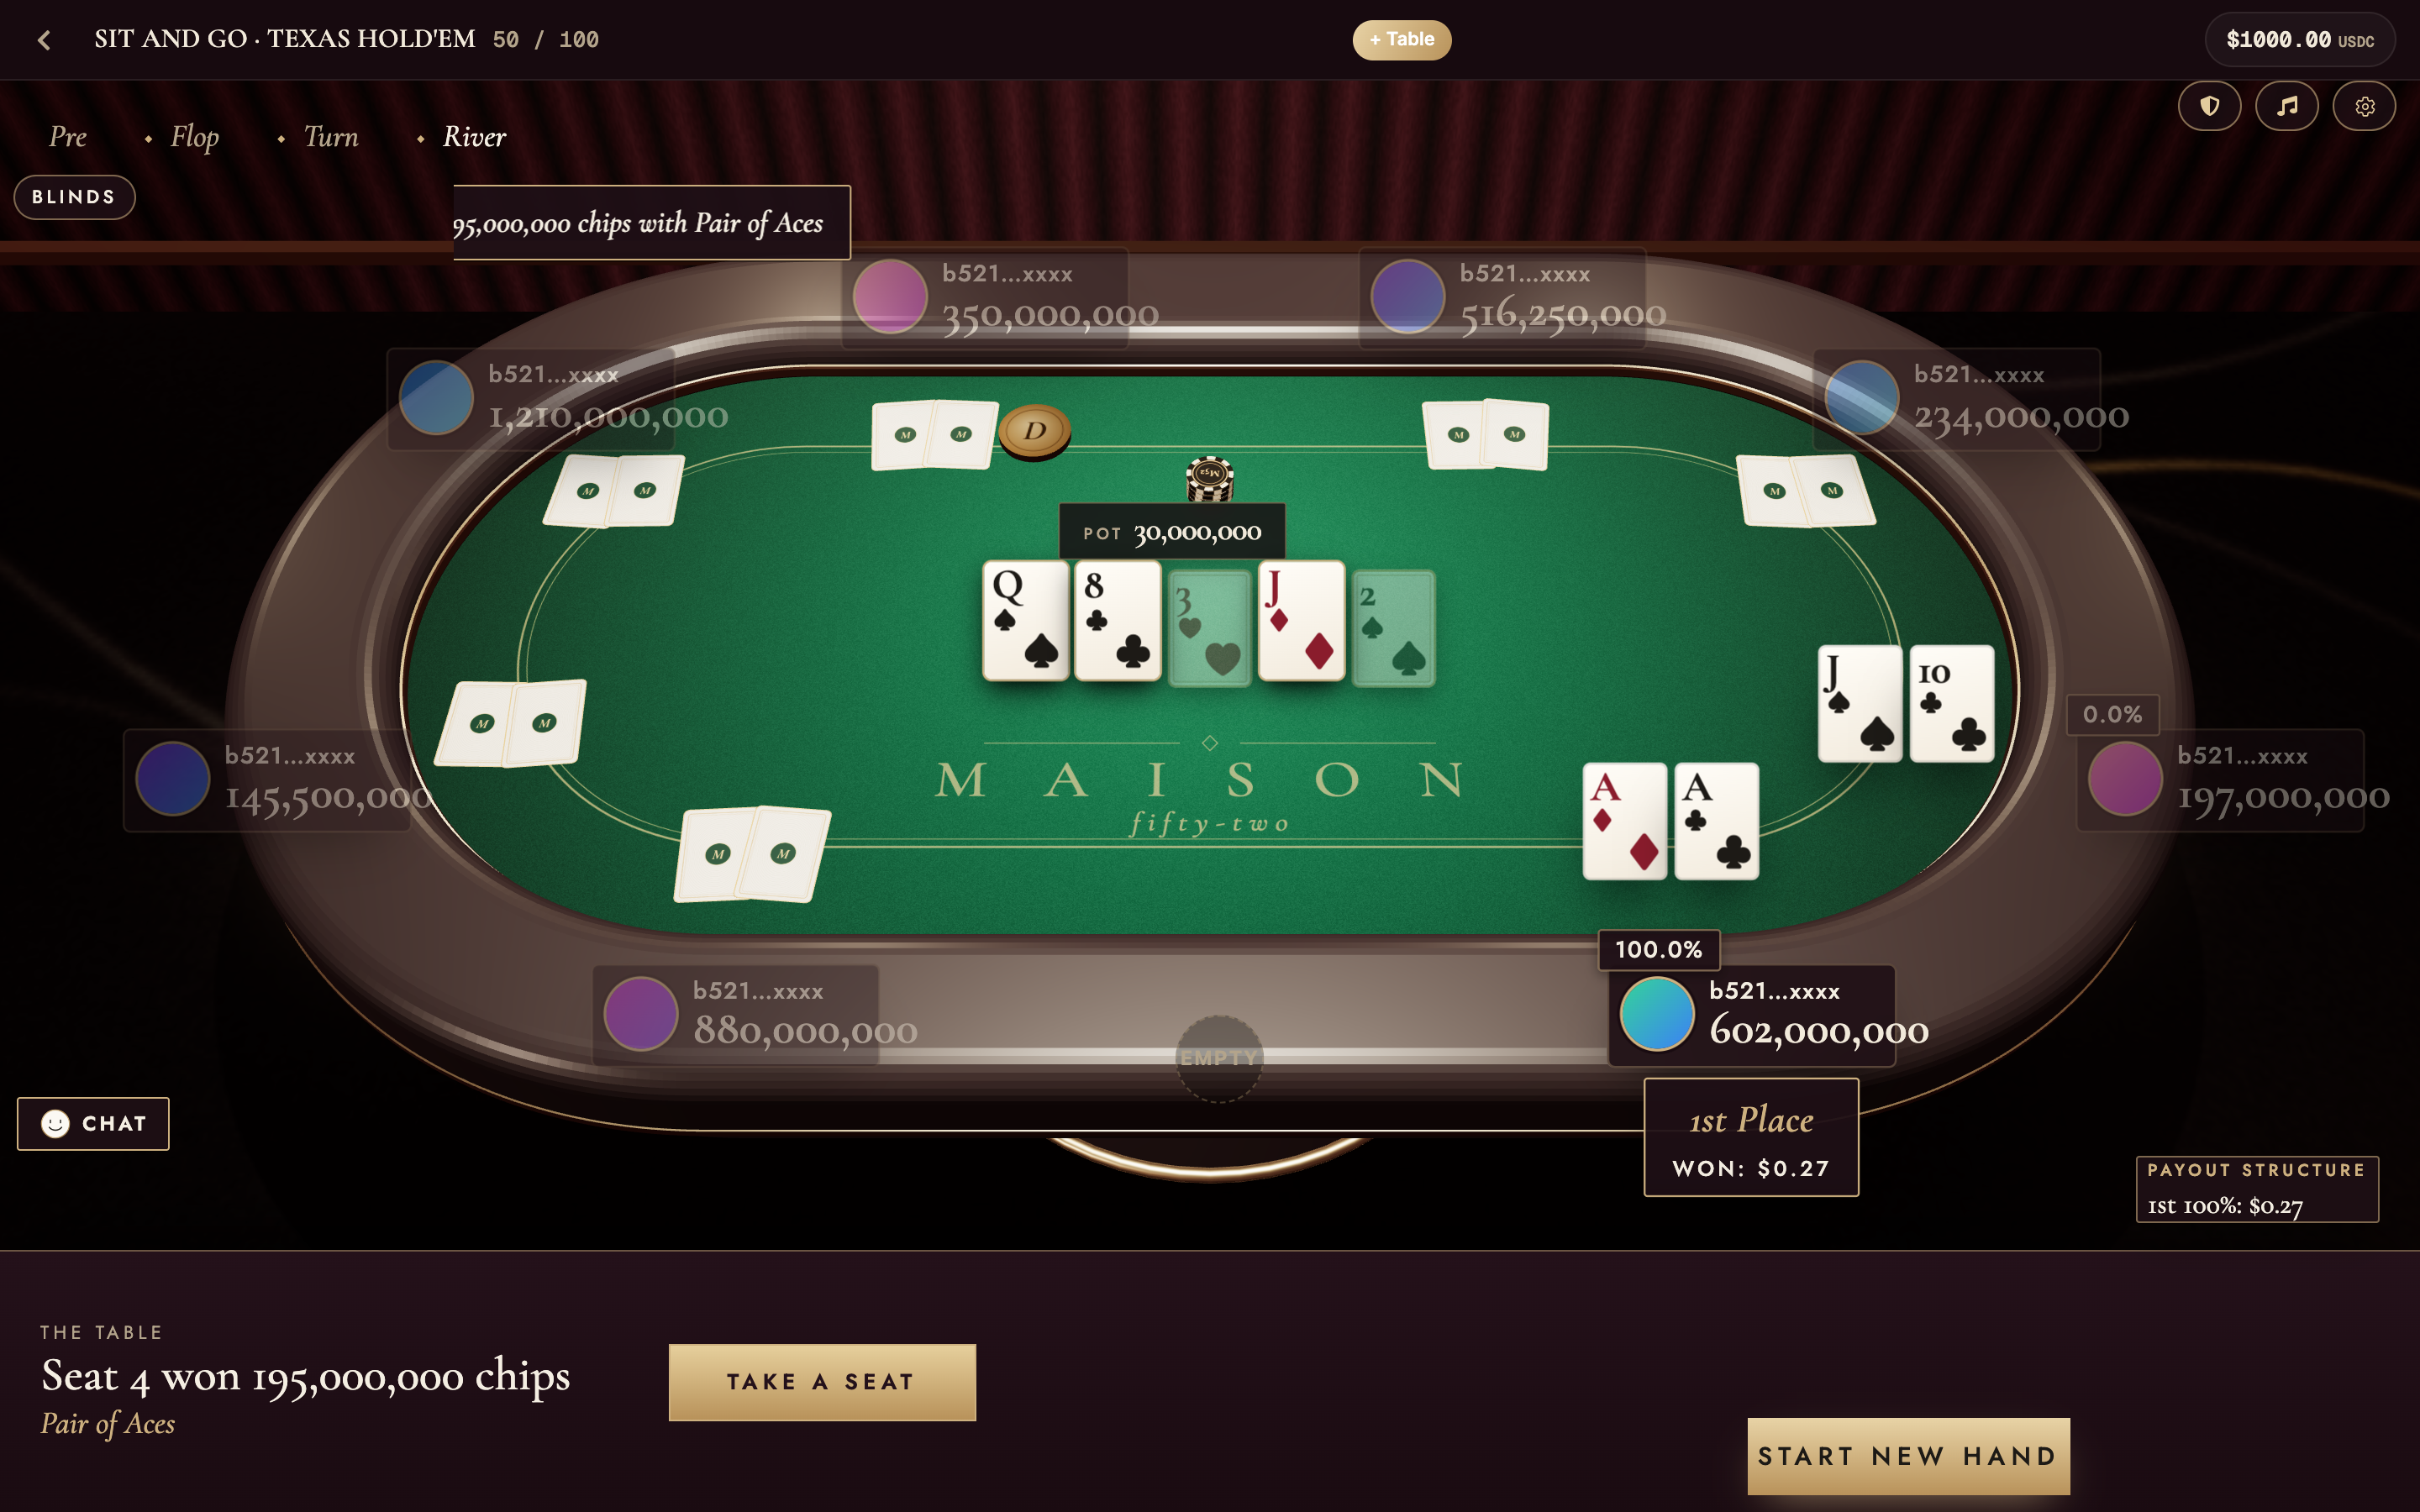 SIT AND GO · TEXAS HOLD'EM 50 / 100
+ Table
$1000.00 USDC
Pre
Flop
Turn
River
BLINDS
95,000,000 chips with Pair of Aces
b521...xxxx
350,000,000
b521...xxxx
516,250,000
b521...xxxx
1,210,000,000
b521...xxxx
234,000,000
M
M
D
M
M
M
M
M
M
M52
POT 30,000,000
Q
8
3
J
2
J
10
0.0%
M
M
b521...xxxx
145,500,000
b521...xxxx
197,000,000
MAISON
fifty-two
A
A
M
M
100.0%
b521...xxxx
880,000,000
EMPTY
b521...xxxx
602,000,000
1st Place
WON: $0.27
CHAT
PAYOUT STRUCTURE
1st 100%: $0.27
THE TABLE
Seat 4 won 195,000,000 chips
Pair of Aces
TAKE A SEAT
START NEW HAND